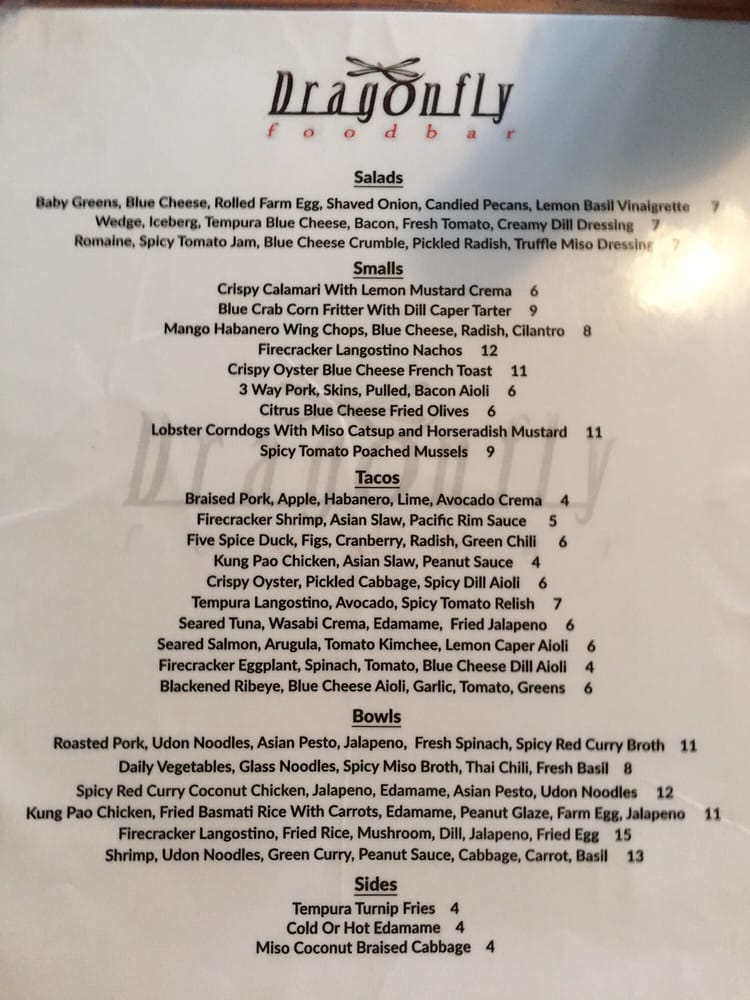 Dragonfly
foodbar
Salads
Baby Greens, Blue Cheese, Rolled Farm Egg, Shaved Onion, Candied Pecans, Lemon Basil Vinaigrette 7
Wedge, Iceberg, Tempura Blue Cheese, Bacon, Fresh Tomato, Creamy Dill Dressing 7
Romaine, Spicy Tomato Jam, Blue Cheese Crumble, Pickled Radish, Truffle Miso Dressing 7
Smalls
Crispy Calamari With Lemon Mustard Crema 6
Blue Crab Corn Fritter With Dill Caper Tarter 9
Mango Habanero Wing Chops, Blue Cheese, Radish, Cilantro 8
Firecracker Langostino Nachos 12
Crispy Oyster Blue Cheese French Toast 11
3 Way Pork, Skins, Pulled, Bacon Aioli 6
Citrus Blue Cheese Fried Olives 6
Lobster Corndogs With Miso Catsup and Horseradish Mustard 11
Spicy Tomato Poached Mussels 9
Tacos
Braised Pork, Apple, Habanero, Lime, Avocado Crema 4
Firecracker Shrimp, Asian Slaw, Pacific Rim Sauce 5
Five Spice Duck, Figs, Cranberry, Radish, Green Chili 6
Kung Pao Chicken, Asian Slaw, Peanut Sauce 4
Crispy Oyster, Pickled Cabbage, Spicy Dill Aioli 6
Tempura Langostino, Avocado, Spicy Tomato Relish 7
Seared Tuna, Wasabi Crema, Edamame, Fried Jalapeno 6
Seared Salmon, Arugula, Tomato Kimchee, Lemon Caper Aioli 6
Firecracker Eggplant, Spinach, Tomato, Blue Cheese Dill Aioli 4
Blackened Ribeye, Blue Cheese Aioli, Garlic, Tomato, Greens 6
Bowls
Roasted Pork, Udon Noodles, Asian Pesto, Jalapeno, Fresh Spinach, Spicy Red Curry Broth 11
Daily Vegetables, Glass Noodles, Spicy Miso Broth, Thai Chili, Fresh Basil 8
Spicy Red Curry Coconut Chicken, Jalapeno, Edamame, Asian Pesto, Udon Noodles 12
Kung Pao Chicken, Fried Basmati Rice With Carrots, Edamame, Peanut Glaze, Farm Egg, Jalapeno 11
Firecracker Langostino, Fried Rice, Mushroom, Dill, Jalapeno, Fried Egg 15
Shrimp, Udon Noodles, Green Curry, Peanut Sauce, Cabbage, Carrot, Basil 13
Sides
Tempura Turnip Fries 4
Cold Or Hot Edamame 4
Miso Coconut Braised Cabbage 4